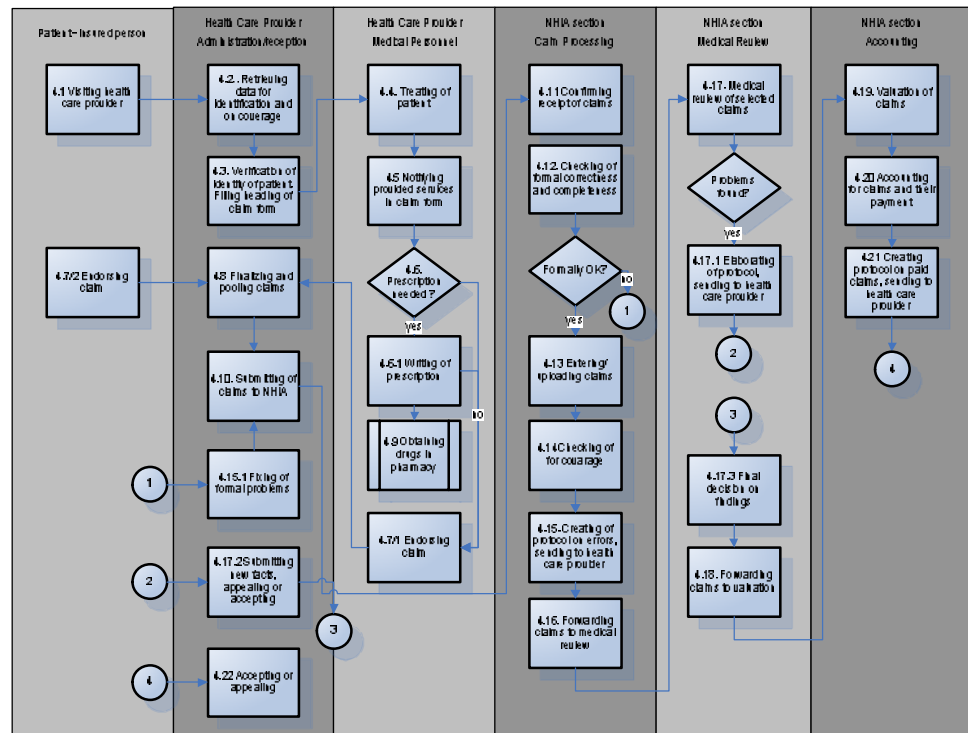 Patient–Insured person
Health Care Provider
Administration/reception
Health Care Provider
Medical Personnel
NHIA section
Claim Processing
NHIA section
Medical Review
NHIA section
Accounting
4.1 Visiting health
care provider
4.2. Retrieving
data for
identification and
on coverage
4.3. Verification of
identity of patient.
Filling heading of
claim form
4.7/2 Endorsing
claim
4.8 Finalizing and
pooling claims
4.10. Submitting of
claims to NHIA
4.15.1 Fixing of
formal problems
4.17.2 Submitting
new facts,
appealing or
accepting
4.22 Accepting or
appealing
1
2
4
4.4. Treating of
patient
4.5 Notifying
provided services
in claim form
4.6.
Prescription
needed?
yes
4.6.1 Writing of
prescription
no
4.9 Obtaining
drugs in
pharmacy
4.7/1 Endorsing
claim
3
4.11 Confirming
receipt of claims
4.12. Checking of
formal correctness
and completeness
Formally OK?
no
1
yes
4.13 Entering/
uploading claims
4.14 Checking of
for couarage
4.15. Creating of
protocol on errors,
sending to health
care provider
4.16. Forwarding
claims to medical
review
4.17. Medical
review of selected
claims
Problems
found?
yes
4.17.1 Elaborating
of protocol,
sending to health
care provider
2
3
4.17.3 Final
decision on
findings
4.18. Forwarding
claims to valuation
4.19. Valuation of
claims
4.20 Accounting
for claims and their
payment
4.21 Creating
protocol on paid
claims, sending to
health care
provider
4